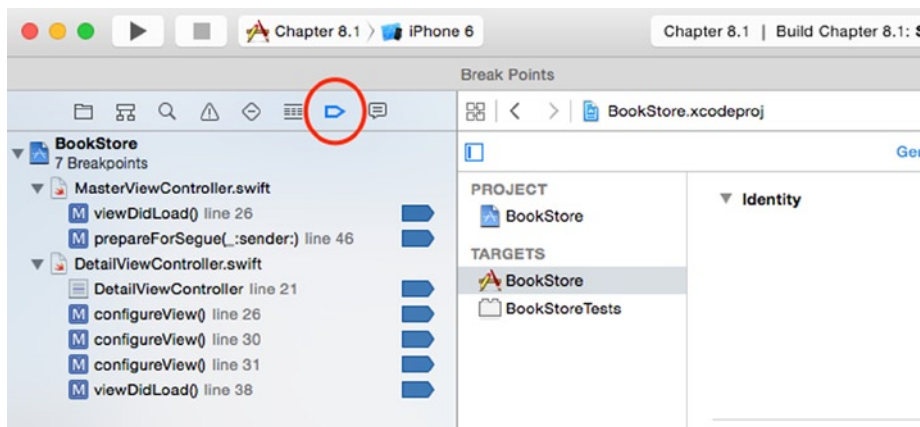 Chapter 8.1 > iPhone 6
Chapter 8.1 | Build Chapter 8.1:
Break Points
BookStore.xcodeproj
BookStore
7 Breakpoints
MasterViewController.swift
M viewDidLoad() line 26
M prepareForSegue(_:sender:) line 46
DetailViewController.swift
DetailViewController line 21
M configureView() line 26
M configureView() line 30
M configureView() line 31
M viewDidLoad() line 38
PROJECT
BookStore
TARGETS
BookStore
BookStoreTests
Identity